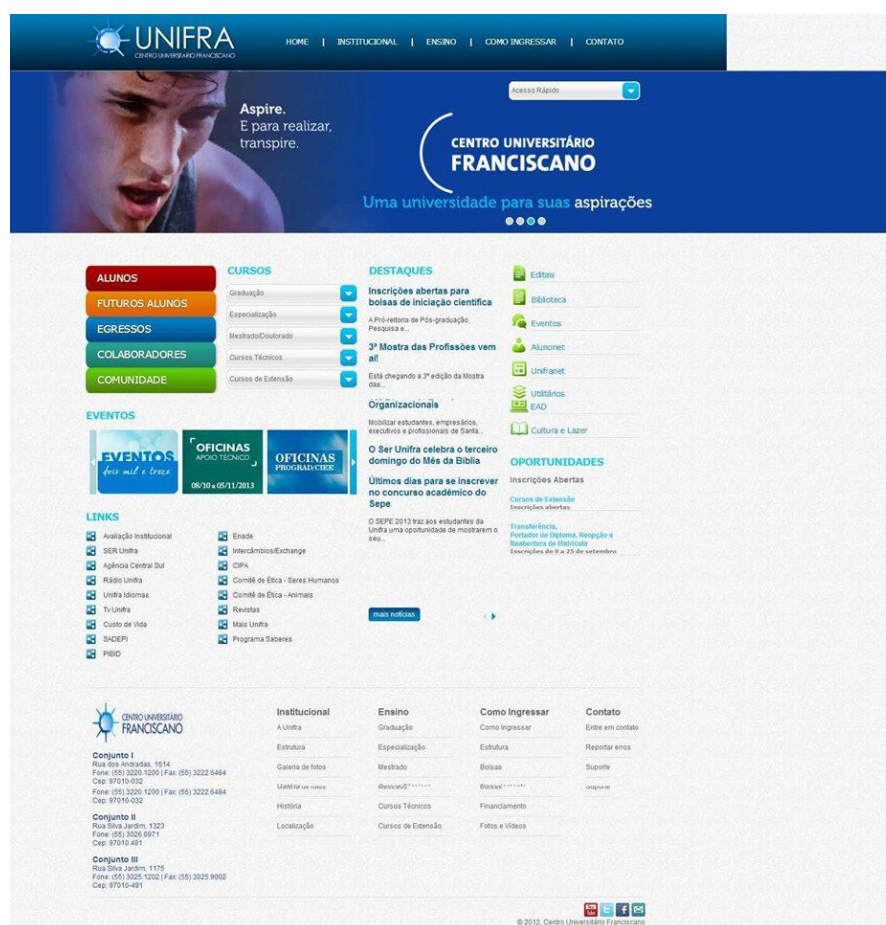 UNIFRA
CENTRO UNIVERSITÁRIO FRANCISCANO
HOME | INSTITUCIONAL | ENSINO | COMO INGRESSAR | CONTATO
Acesso Rápido
Aspire.
E para realizar,
transpire.
CENTRO UNIVERSITÁRIO
FRANCISCANO
Uma universidade para suas aspirações
ALUNOS
FUTUROS ALUNOS
EGRESSOS
COLABORADORES
COMUNIDADE
CURSOS
Graduação
Especialização
Mestrado/Doutorado
Cursos Técnicos
Cursos de Extensão
DESTAQUES
Inscrições abertas para
bolsas de iniciação científica
A Pró-reitoria de Pós-graduação,
Pesquisa e...
3ª Mostra das Profissões vem
aí!
Está chegando a 3ª edição da Mostra
das...
Organizacionais
Mobilizar estudantes, empresários,
executivos e profissionais de Santa...
O Ser Unifra celebra o terceiro
domingo do Mês da Bíblia
Últimos dias para se inscrever
no concurso acadêmico do
Sepe
O SEPE 2013 traz aos estudantes da
Unifra uma oportunidade de mostrarem o
seu...
mais notícias
Editais
Biblioteca
Eventos
Alunonet
Unifranet
Utilitários
EAD
Cultura e Lazer
OPORTUNIDADES
Inscrições Abertas
Cursos de Extensão
Inscrições abertas
Transferência,
Portador de Diploma, Reopção e
Reabertura de Matrícula
Inscrições de 9 a 25 de setembro
EVENTOS
EVENTOS
dois mil e treze
OFICINAS
APOIO TÉCNICO
08/10 a 05/11/2013
OFICINAS
PROGRAD/CIEE
LINKS
Avaliação Institucional
SER Unifra
Agência Central Sul
Rádio Unifra
Unifra Idiomas
Tv Unifra
Custo de Vida
SADEPI
PIBID
Enade
Intercâmbios/Exchange
CIPA
Comitê de Ética - Seres Humanos
Comitê de Ética - Animais
Revistas
Mais Unifra
Programa Saberes
CENTRO UNIVERSITÁRIO
FRANCISCANO
Conjunto I
Rua dos Andradas, 1614
Fone: (55) 3220.1200 | Fax: (55) 3222.6484
Cep: 97010-032
Fone: (55) 3220.1200 | Fax: (55) 3222.6484
Cep: 97010-032
Conjunto II
Rua Silva Jardim, 1323
Fone: (55) 3026.6971
Cep: 97010.491
Conjunto III
Rua Silva Jardim, 1175
Fone: (55) 3025.1202 | Fax: (55) 3025.9002
Cep: 97010-491
Institucional
A Unifra
Estrutura
Galeria de fotos
História
Localização
Ensino
Graduação
Especialização
Mestrado
Cursos Técnicos
Cursos de Extensão
Como Ingressar
Como Ingressar
Estrutura
Bolsas
Financiamento
Fotos e Vídeos
Contato
Entre em contato
Reportar erros
Suporte
You
Tube
© 2012, Centro Universitário Franciscano